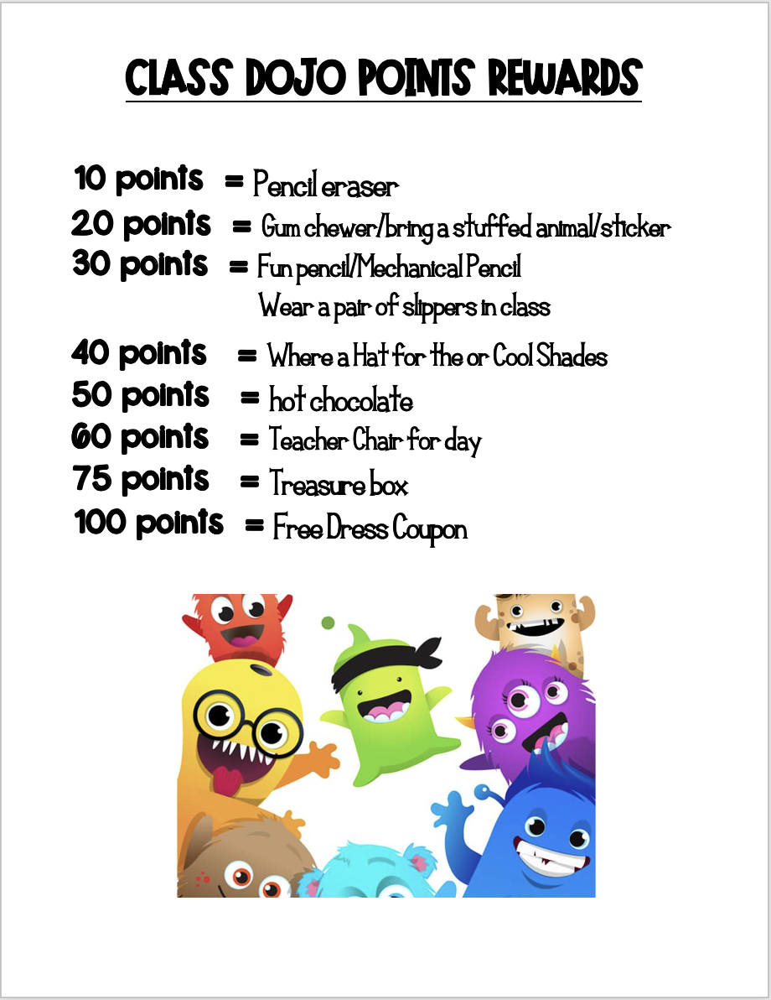 CLASS DOJO POINTS REWARDS
10 points = Pencil eraser
20 points = Gum chewer/bring a stuffed animal/sticker
30 points = Fun pencil/Mechanical Pencil
Wear a pair of slippers in class
40 points = Where a Hat for the or Cool Shades
50 points = hot chocolate
60 points = Teacher Chair for day
75 points = Treasure box
100 points = Free Dress Coupon